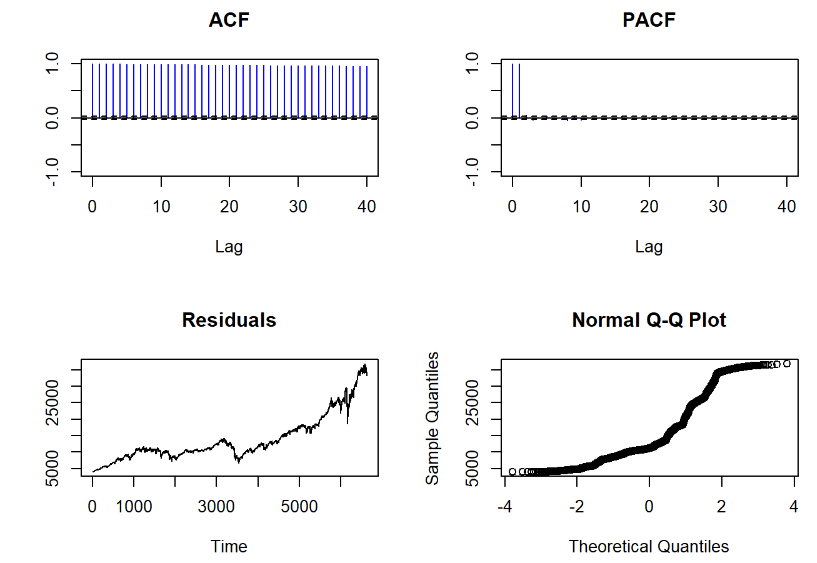 ACF
PACF
1.0
0.0
-1.0
0 10 20 30 40
Lag
1.0
0.0
-1.0
0 10 20 30 40
Lag
Residuals
Normal Q-Q Plot
25000
5000
0 1000 3000 5000
Time
Sample Quantiles
25000
5000
-4 -2 0 2 4
Theoretical Quantiles